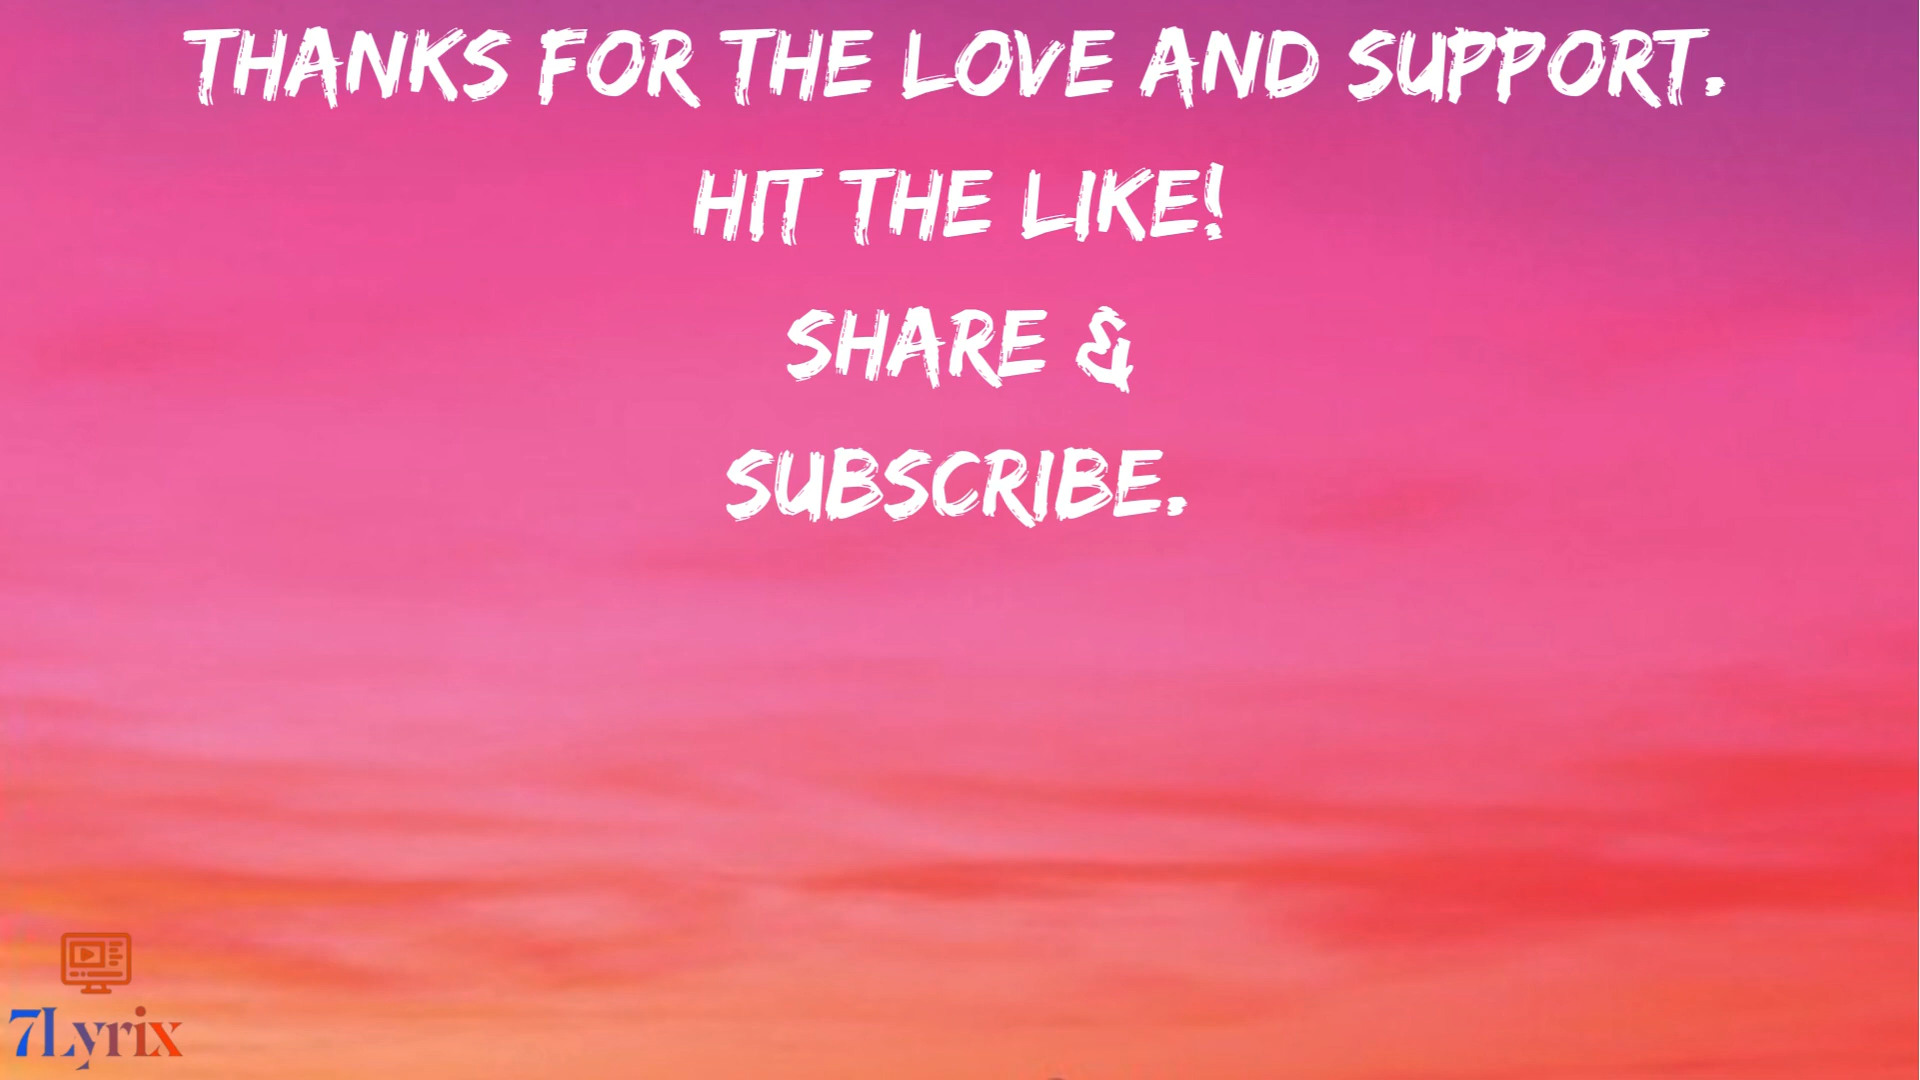 THANKS FOR THE LOVE AND SUPPORT.
HIT THE LIKE!
SHARE &
SUBSCRIBE.
7Lyrix